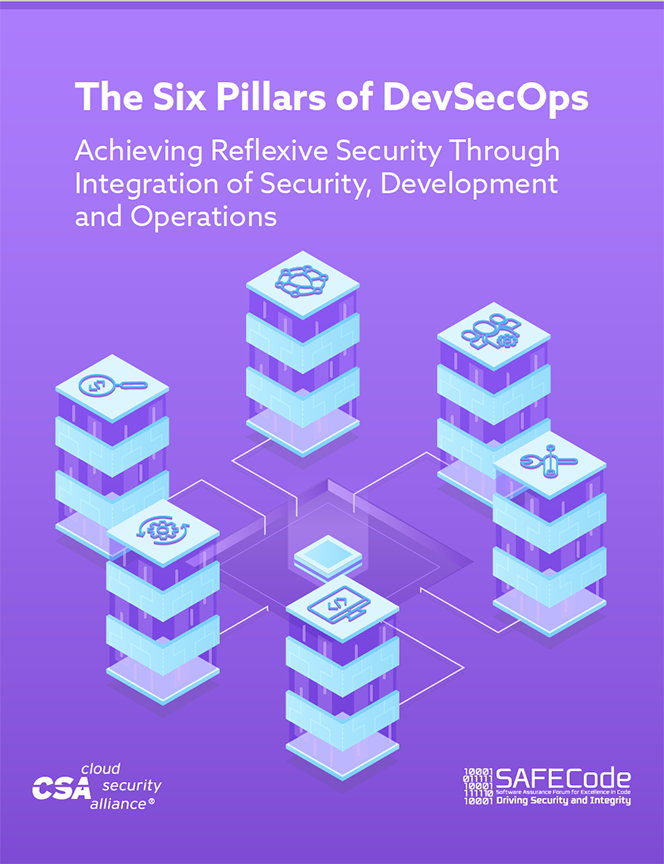 The Six Pillars of DevSecOps
Achieving Reflexive Security Through
Integration of Security, Development
and Operations
CSA cloud
security
alliance®
10001
01111
10001
11110
10001
SAFECode
Software Assurance Forum for Excellence in Code
Driving Security and Integrity